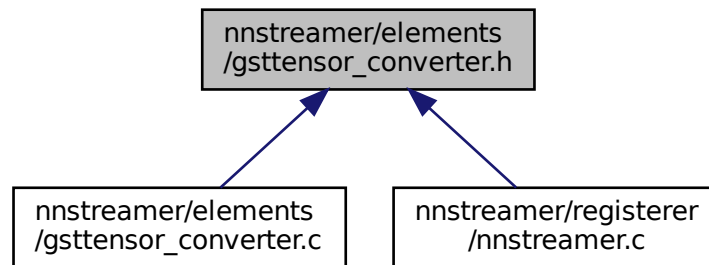 nnstreamer/elements
/gsttensor_converter.h
nnstreamer/elements
/gsttensor_converter.c
nnstreamer/registerer
/nnstreamer.c